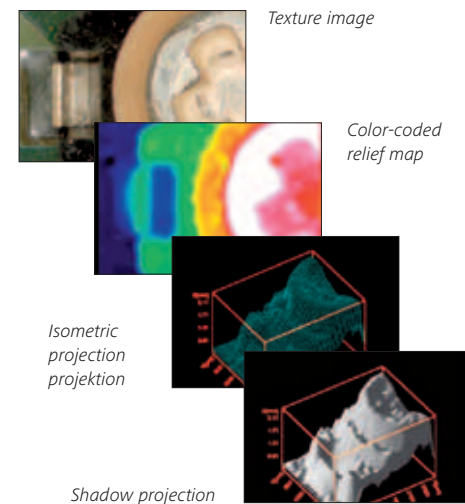 Texture image
Color-coded
relief map
Isometric
projection
projektion
Shadow projection